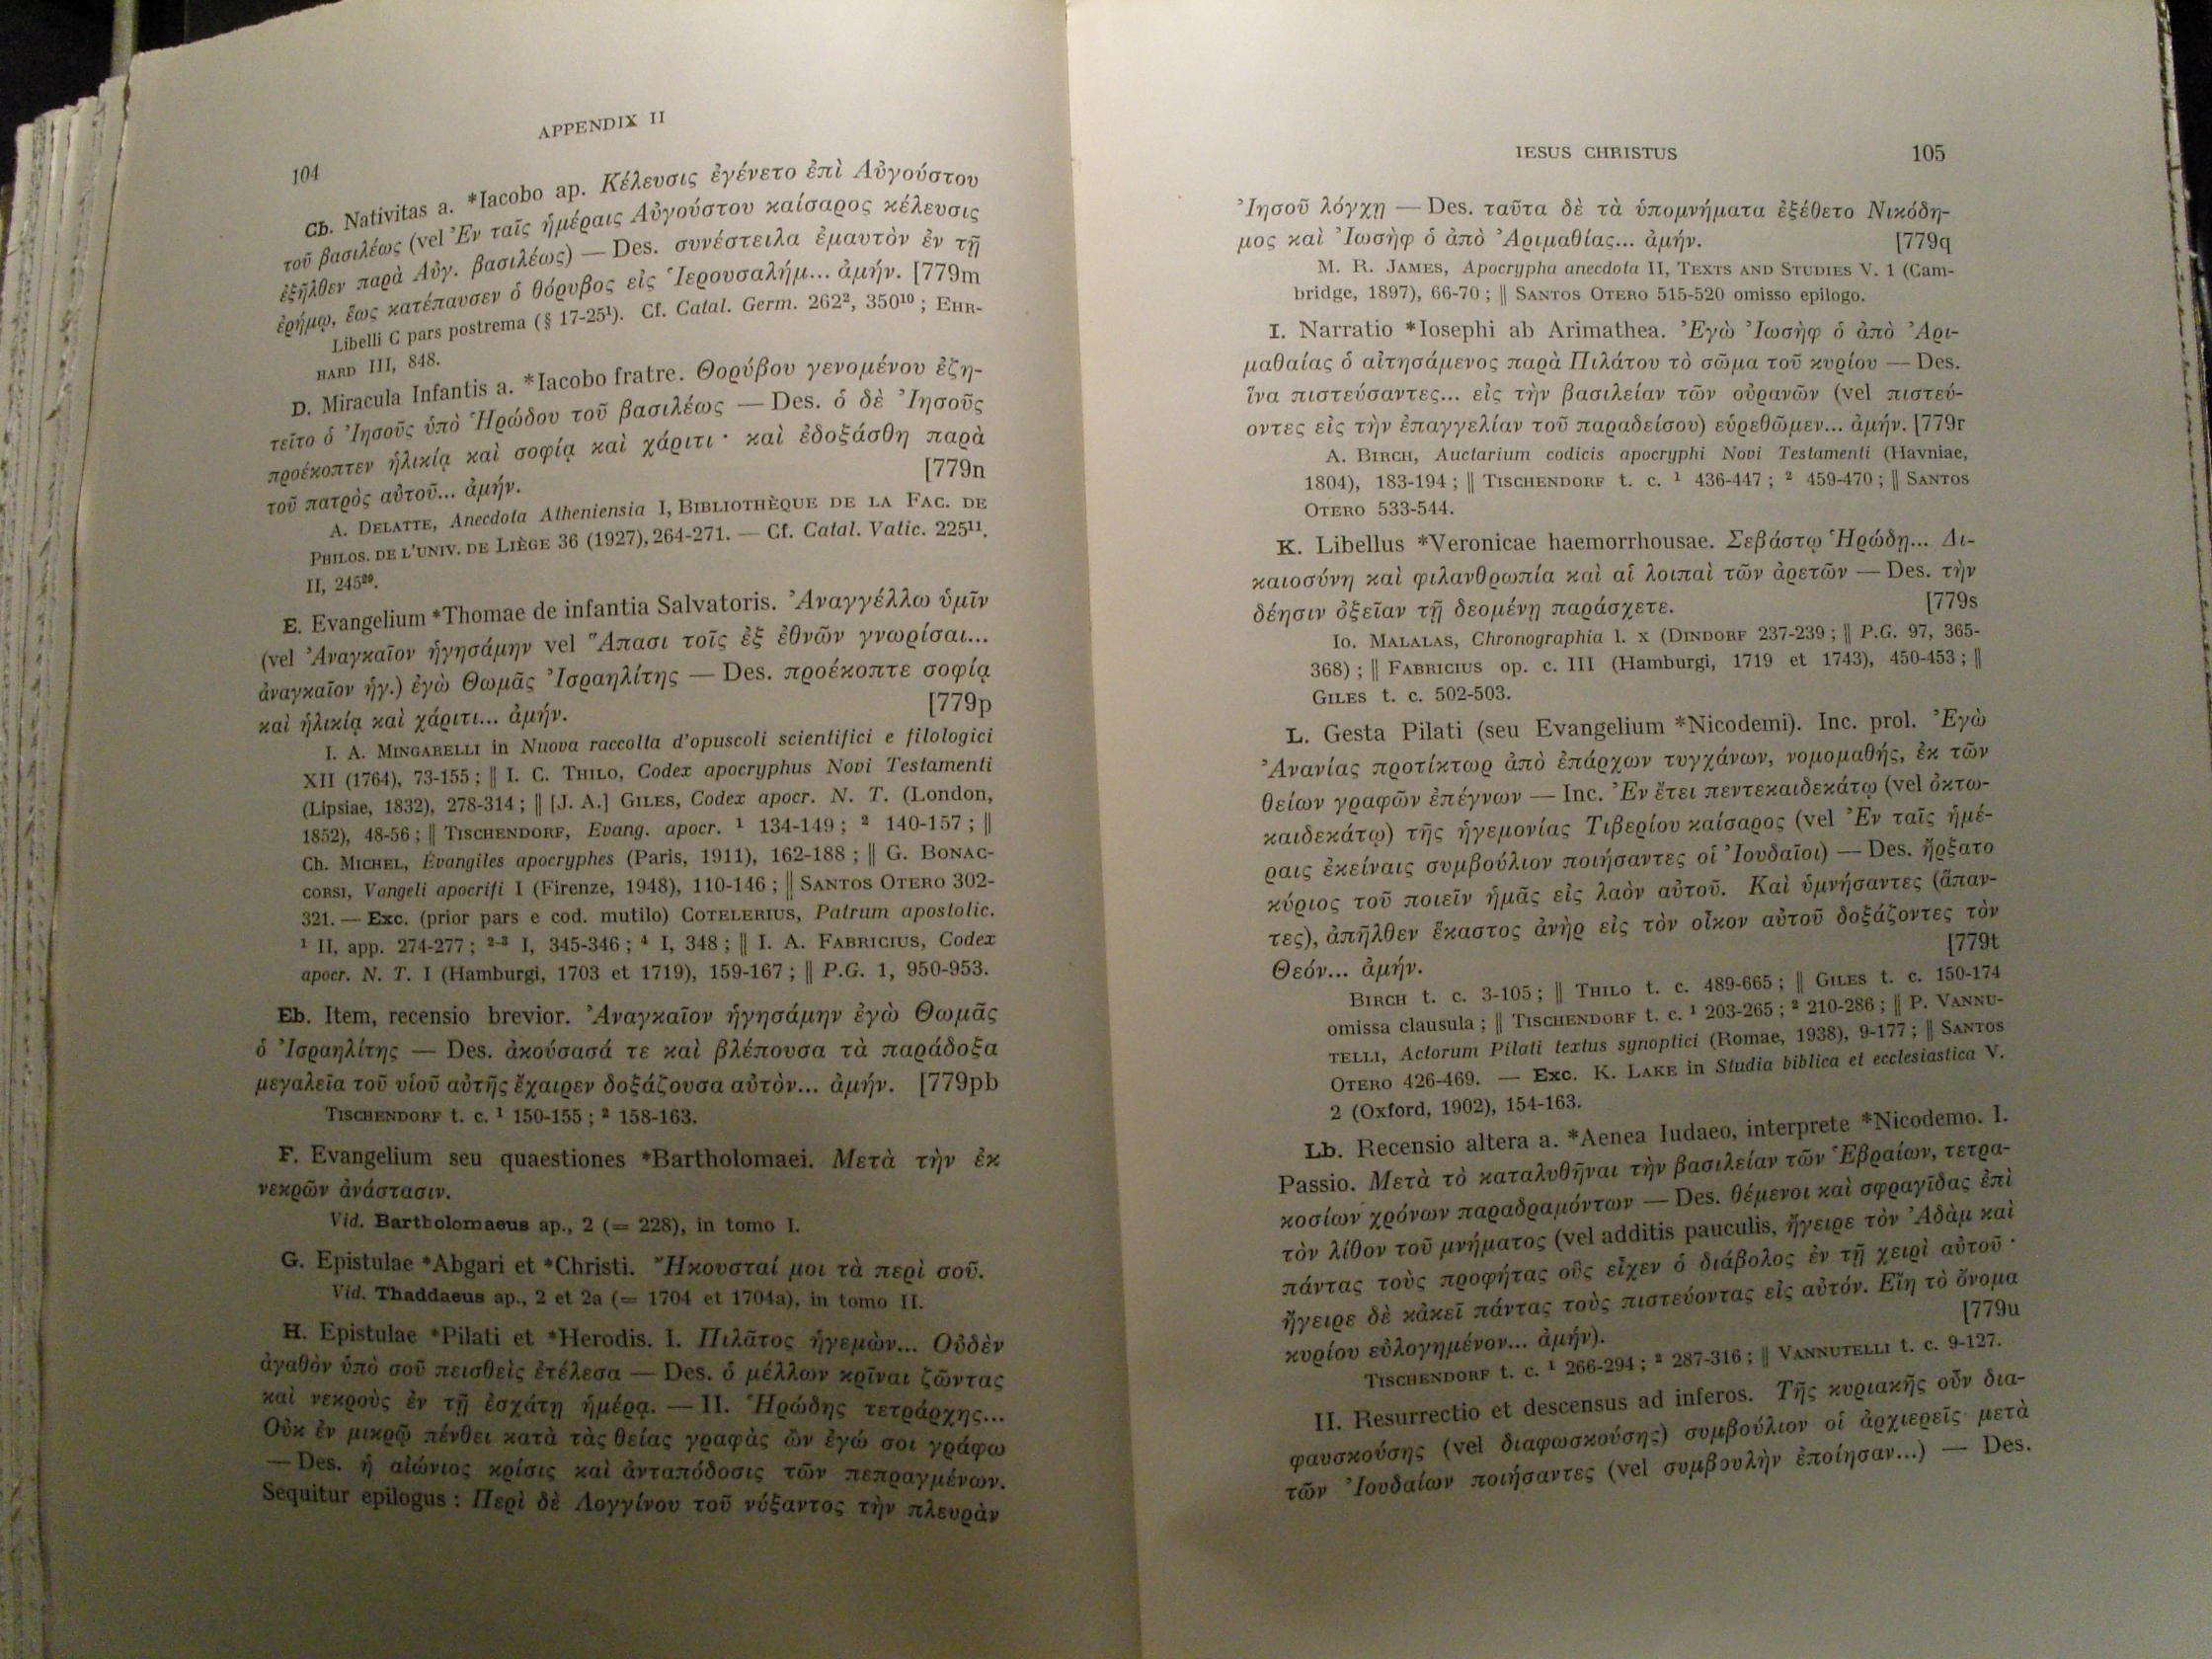 APPENDIX II
104
Cb. Nativitas a. *Iacobo ap. Κέλευσις ἐγένετο ἐπὶ Αὐγούστου
τοῦ βασιλέως (vel Ἐν ταῖς ἡμέραις Αὐγούστου καίσαρος κέλευσις
ἐξῆλθεν παρὰ Αὐγ. βασιλέως) — Des. συνέστειλα ἐμαυτὸν ἐν τῇ
ἐρήμῳ, ἕως κατέπαυσεν ὁ θόρυβος εἰς Ἱερουσαλήμ... ἀμήν. [779m
Libelli C pars postrema (§ 17-25¹). Cf. Catal. Germ. 262², 350¹⁰ ; EHR-
HARD III, 848.
D. Miracula Infantis a. *Iacobo fratre. Θορύβου γενομένου ἐζη-
τεῖτο ὁ Ἰησοῦς ὑπὸ Ἡρώδου τοῦ βασιλέως — Des. ὁ δὲ Ἰησοῦς
προέκοπτεν ἡλικίᾳ καὶ σοφίᾳ καὶ χάριτι · καὶ ἐδοξάσθη παρὰ
τοῦ πατρὸς αὐτοῦ... ἀμήν. [779n
A. DELATTE, Anecdota Atheniensia I, BIBLIOTHÈQUE DE LA FAC. DE
PHILOS. DE L'UNIV. DE LIÈGE 36 (1927), 264-271. — Cf. Catal. Vatic. 225¹¹.
II, 245²⁹.
E. Evangelium *Thomae de infantia Salvatoris. Ἀναγγέλλω ὑμῖν
(vel Ἀναγκαῖον ἡγησάμην vel Ἅπασι τοῖς ἐξ ἐθνῶν γνωρίσαι...
ἀναγκαῖον ἡγ.) ἐγὼ Θωμᾶς Ἰσραηλίτης — Des. προέκοπτε σοφίᾳ
καὶ ἡλικίᾳ καὶ χάριτι... ἀμήν. [779p
I. A. MINGARELLI in Nuova raccolta d'opuscoli scientifici e filologici
XII (1764), 73-155 ; || I. C. THILO, Codex apocryphus Novi Testamenti
(Lipsiae, 1832), 278-314 ; || [J. A.] GILES, Codex apocr. N. T. (London,
1852), 48-56 ; || TISCHENDORF, Evang. apocr. ¹ 134-149 ; ² 140-157 ; ||
Ch. MICHEL, Évangiles apocryphes (Paris, 1911), 162-188 ; || G. BONAC-
CORSI, Vangeli apocrifi I (Firenze, 1948), 110-146 ; || SANTOS OTERO 302-
321. — Exc. (prior pars e cod. mutilo) COTELERIUS, Patrum apostolic.
¹ II, app. 274-277 ; ²⁻³ I, 345-346 ; ⁴ I, 348 ; || I. A. FABRICIUS, Codex
apocr. N. T. I (Hamburgi, 1703 et 1719), 159-167 ; || P.G. 1, 950-953.
Eb. Item, recensio brevior. Ἀναγκαῖον ἡγησάμην ἐγὼ Θωμᾶς
ὁ Ἰσραηλίτης — Des. ἀκούσασά τε καὶ βλέπουσα τὰ παράδοξα
μεγαλεῖα τοῦ υἱοῦ αὐτῆς ἔχαιρεν δοξάζουσα αὐτὸν... ἀμήν. [779pb
TISCHENDORF t. c. ¹ 150-155 ; ² 158-163.
F. Evangelium seu quaestiones *Bartholomaei. Μετὰ τὴν ἐκ
νεκρῶν ἀνάστασιν.
Vid. Bartholomaeus ap., 2 (= 228), in tomo I.
G. Epistulae *Abgari et *Christi. Ἤκουσταί μοι τὰ περὶ σοῦ.
Vid. Thaddaeus ap., 2 et 2a (= 1704 et 1704a), in tomo II.
H. Epistulae *Pilati et *Herodis. I. Πιλᾶτος ἡγεμὼν... Οὐδὲν
ἀγαθὸν ὑπὸ σοῦ πεισθεὶς ἐτέλεσα — Des. ὁ μέλλων κρῖναι ζῶντας
καὶ νεκροὺς ἐν τῇ ἐσχάτῃ ἡμέρᾳ. — II. Ἡρώδης τετράρχης...
Οὐκ ἐν μικρῷ πένθει κατὰ τὰς θείας γραφὰς ὢν ἐγώ σοι γράφω
— Des. ἡ αἰώνιος κρίσις καὶ ἀνταπόδοσις τῶν πεπραγμένων.
Sequitur epilogus : Περὶ δὲ Λογγίνου τοῦ νύξαντος τὴν πλευρὰν
IESUS CHRISTUS 105
Ἰησοῦ λόγχῃ — Des. ταῦτα δὲ τὰ ὑπομνήματα ἐξέθετο Νικόδη-
μος καὶ Ἰωσὴφ ὁ ἀπὸ Ἀριμαθίας... ἀμήν. [779q
M. R. JAMES, Apocrypha anecdota II, TEXTS AND STUDIES V. 1 (Cam-
bridge, 1897), 66-70 ; || SANTOS OTERO 515-520 omisso epilogo.
I. Narratio *Iosephi ab Arimathea. Ἐγὼ Ἰωσὴφ ὁ ἀπὸ Ἀρι-
μαθαίας ὁ αἰτησάμενος παρὰ Πιλάτου τὸ σῶμα τοῦ κυρίου — Des.
ἵνα πιστεύσαντες... εἰς τὴν βασιλείαν τῶν οὐρανῶν (vel πιστεύ-
οντες εἰς τὴν ἐπαγγελίαν τοῦ παραδείσου) εὑρεθῶμεν... ἀμήν. [779r
A. BIRCH, Auctarium codicis apocryphi Novi Testamenti (Havniae,
1804), 183-194 ; || TISCHENDORF t. c. ¹ 436-447 ; ² 459-470 ; || SANTOS
OTERO 533-544.
K. Libellus *Veronicae haemorrhousae. Σεβάστῳ Ἡρώδῃ... Δι-
καιοσύνη καὶ φιλανθρωπία καὶ αἱ λοιπαὶ τῶν ἀρετῶν — Des. τὴν
δέησιν ὀξεῖαν τῇ δεομένῃ παράσχετε. [779s
Io. MALALAS, Chronographia l. x (DINDORF 237-239 ; || P.G. 97, 365-
368) ; || FABRICIUS op. c. III (Hamburgi, 1719 et 1743), 450-453 ; ||
GILES t. c. 502-503.
L. Gesta Pilati (seu Evangelium *Nicodemi). Inc. prol. Ἐγὼ
Ἀνανίας προτίκτωρ ἀπὸ ἐπάρχων τυγχάνων, νομομαθής, ἐκ τῶν
θείων γραφῶν ἐπέγνων — Inc. Ἐν ἔτει πεντεκαιδεκάτῳ (vel ὀκτω-
καιδεκάτῳ) τῆς ἡγεμονίας Τιβερίου καίσαρος (vel Ἐν ταῖς ἡμέ-
ραις ἐκείναις συμβούλιον ποιήσαντες οἱ Ἰουδαῖοι) — Des. ἤρξατο
κύριος τοῦ ποιεῖν ἡμᾶς εἰς λαὸν αὐτοῦ. Καὶ ὑμνήσαντες (ἅπαν-
τες), ἀπῆλθεν ἕκαστος ἀνὴρ εἰς τὸν οἶκον αὐτοῦ δοξάζοντες τὸν
Θεόν... ἀμήν. [779t
BIRCH t. c. 3-105 ; || THILO t. c. 489-665 ; || GILES t. c. 150-174
omissa clausula ; || TISCHENDORF t. c. ¹ 203-265 ; ² 210-286 ; || P. VANNU-
TELLI, Actorum Pilati textus synoptici (Romae, 1938), 9-177 ; || SANTOS
OTERO 426-469. — Exc. K. LAKE in Studia biblica et ecclesiastica V.
2 (Oxford, 1902), 154-163.
Lb. Recensio altera a. *Aenea Iudaeo, interprete *Nicodemo. I.
Passio. Μετὰ τὸ καταλυθῆναι τὴν βασιλείαν τῶν Ἑβραίων, τετρα-
κοσίων χρόνων παραδραμόντων — Des. θέμενοι καὶ σφραγῖδας ἐπὶ
τὸν λίθον τοῦ μνήματος (vel additis pauculis, ἤγειρε τὸν Ἀδὰμ καὶ
πάντας τοὺς προφήτας οὓς εἶχεν ὁ διάβολος ἐν τῇ χειρὶ αὐτοῦ ·
ἤγειρε δὲ κἀκεῖ πάντας τοὺς πιστεύοντας εἰς αὐτόν. Εἴη τὸ ὄνομα
κυρίου εὐλογημένον... ἀμήν). [779u
TISCHENDORF t. c. ¹ 266-294 ; ² 287-316 ; || VANNUTELLI t. c. 9-127.
II. Resurrectio et descensus ad inferos. Τῆς κυριακῆς οὖν δια-
φαυσκούσης (vel διαφωσκούσης) συμβούλιον οἱ ἀρχιερεῖς μετὰ
τῶν Ἰουδαίων ποιήσαντες (vel συμβουλὴν ἐποίησαν...) — Des.